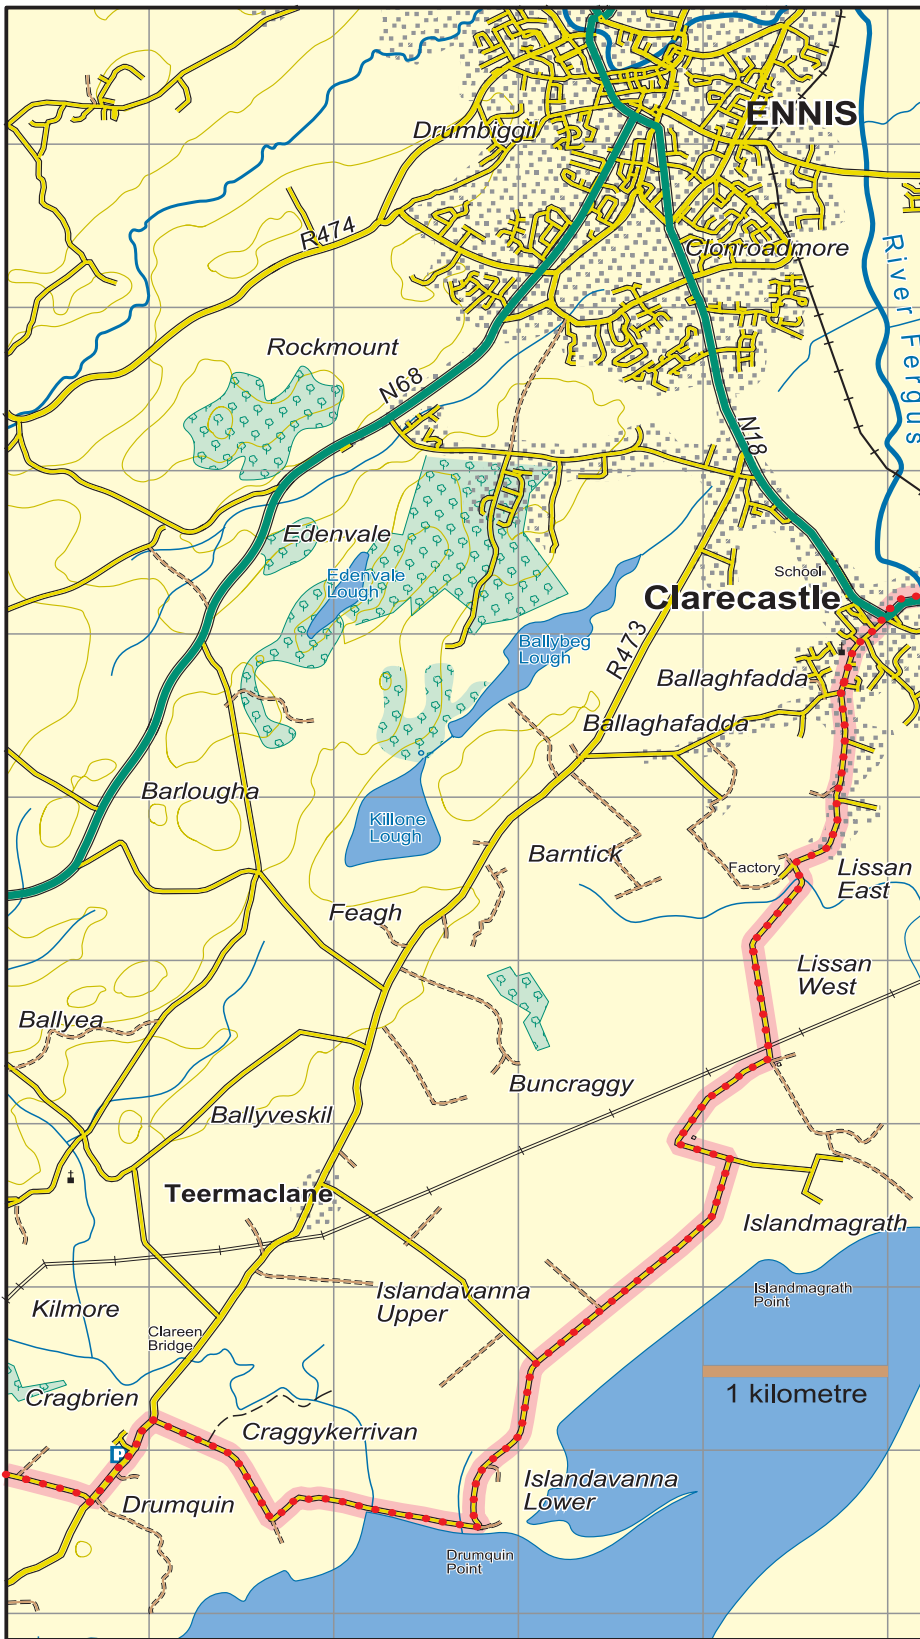 ENNIS
Drumbiggil
R474
Clonroadmore
River Fergus
Rockmount
N68
N18
Edenvale
School
Edenvale
Lough
Clarecastle
Ballybeg
Lough
R473
Ballaghfadda
Ballaghafadda
Barlougha
Killone
Lough
Barntick
Factory
Lissan
East
Feagh
Lissan
West
Ballyea
Buncraggy
Ballyveskil
Teermaclane
Islandmagrath
Islandavanna
Upper
Islandmagrath
Point
Kilmore
Clareen
Bridge
1 kilometre
Cragbrien
Craggykerrivan
P
Islandavanna
Lower
Drumquin
Drumquin
Point